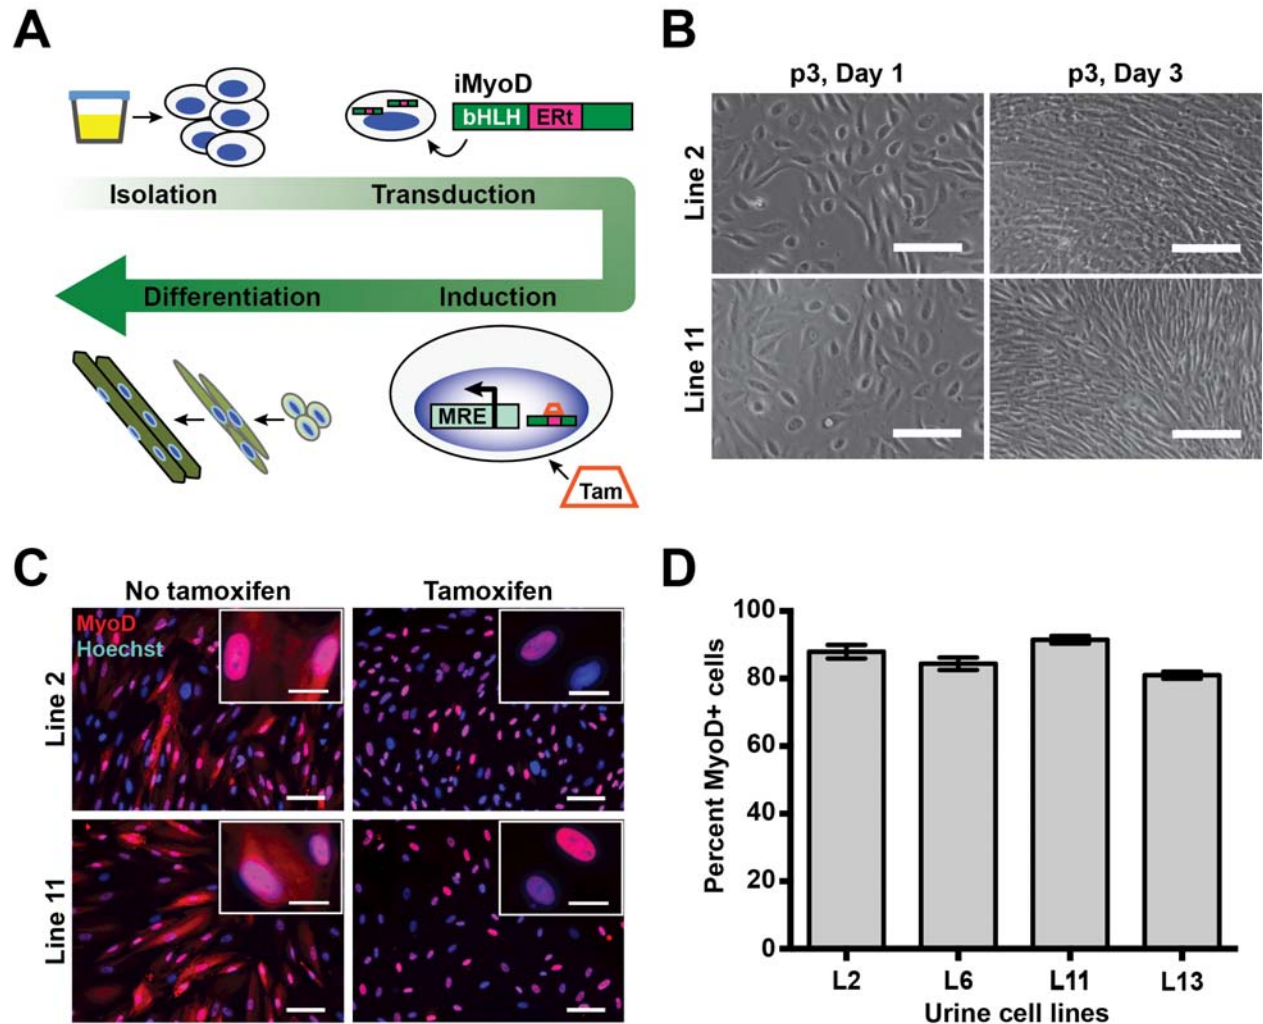 A
iMyoD
bHLH ERt
Isolation Transduction
Differentiation Induction
MRE
Tam
B
p3, Day 1 p3, Day 3
Line 2
Line 11
C
No tamoxifen Tamoxifen
MyoD
Hoechst
Line 2
Line 11
D
100
80
60
40
20
0
Percent MyoD+ cells
L2 L6 L11 L13
Urine cell lines